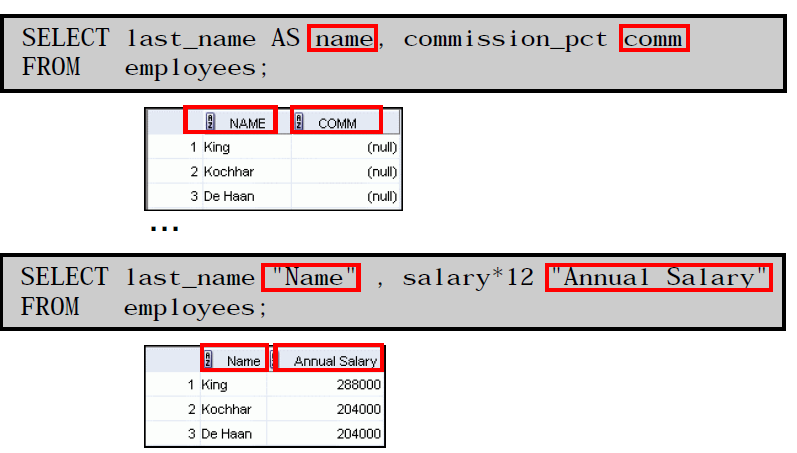 SELECT last_name AS name, commission_pct comm
FROM employees;
NAME COMM
1 King (null)
2 Kochhar (null)
3 De Haan (null)
...
SELECT last_name "Name" , salary*12 "Annual Salary"
FROM employees;
Name Annual Salary
1 King 288000
2 Kochhar 204000
3 De Haan 204000